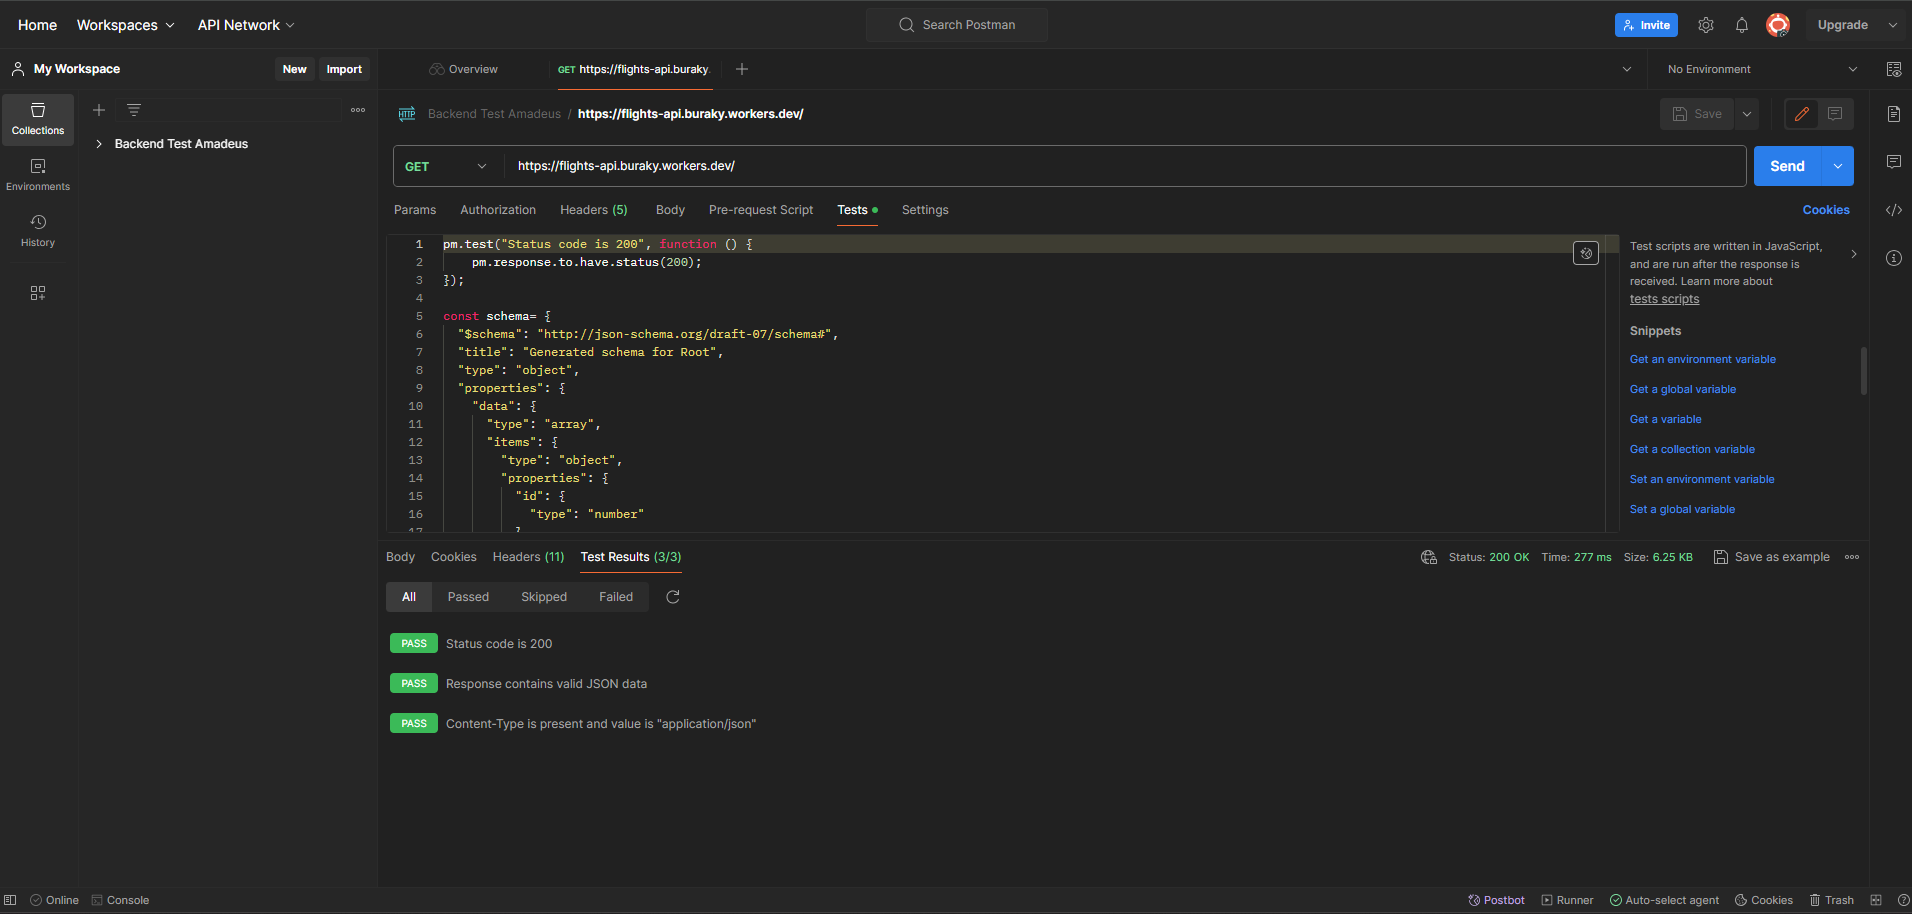 Home Workspaces API Network Search Postman Invite Upgrade
My Workspace New Import Overview GET https://flights-api.buraky. No Environment
Collections
Environments
History
Backend Test Amadeus
HTTP Backend Test Amadeus / https://flights-api.buraky.workers.dev/ Save
GET https://flights-api.buraky.workers.dev/ Send
Params Authorization Headers (5) Body Pre-request Script Tests Settings Cookies
1 pm.test("Status code is 200", function () {
2 pm.response.to.have.status(200);
3 });
4
5 const schema= {
6 "$schema": "http://json-schema.org/draft-07/schema#",
7 "title": "Generated schema for Root",
8 "type": "object",
9 "properties": {
10 "data": {
11 "type": "array",
12 "items": {
13 "type": "object",
14 "properties": {
15 "id": {
16 "type": "number"
17 }
Test scripts are written in JavaScript,
and are run after the response is
received. Learn more about
tests scripts
Snippets
Get an environment variable
Get a global variable
Get a variable
Get a collection variable
Set an environment variable
Set a global variable
Body Cookies Headers (11) Test Results (3/3) Status: 200 OK Time: 277 ms Size: 6.25 KB Save as example
All Passed Skipped Failed
PASS Status code is 200
PASS Response contains valid JSON data
PASS Content-Type is present and value is "application/json"
Online Console Postbot Runner Auto-select agent Cookies Trash